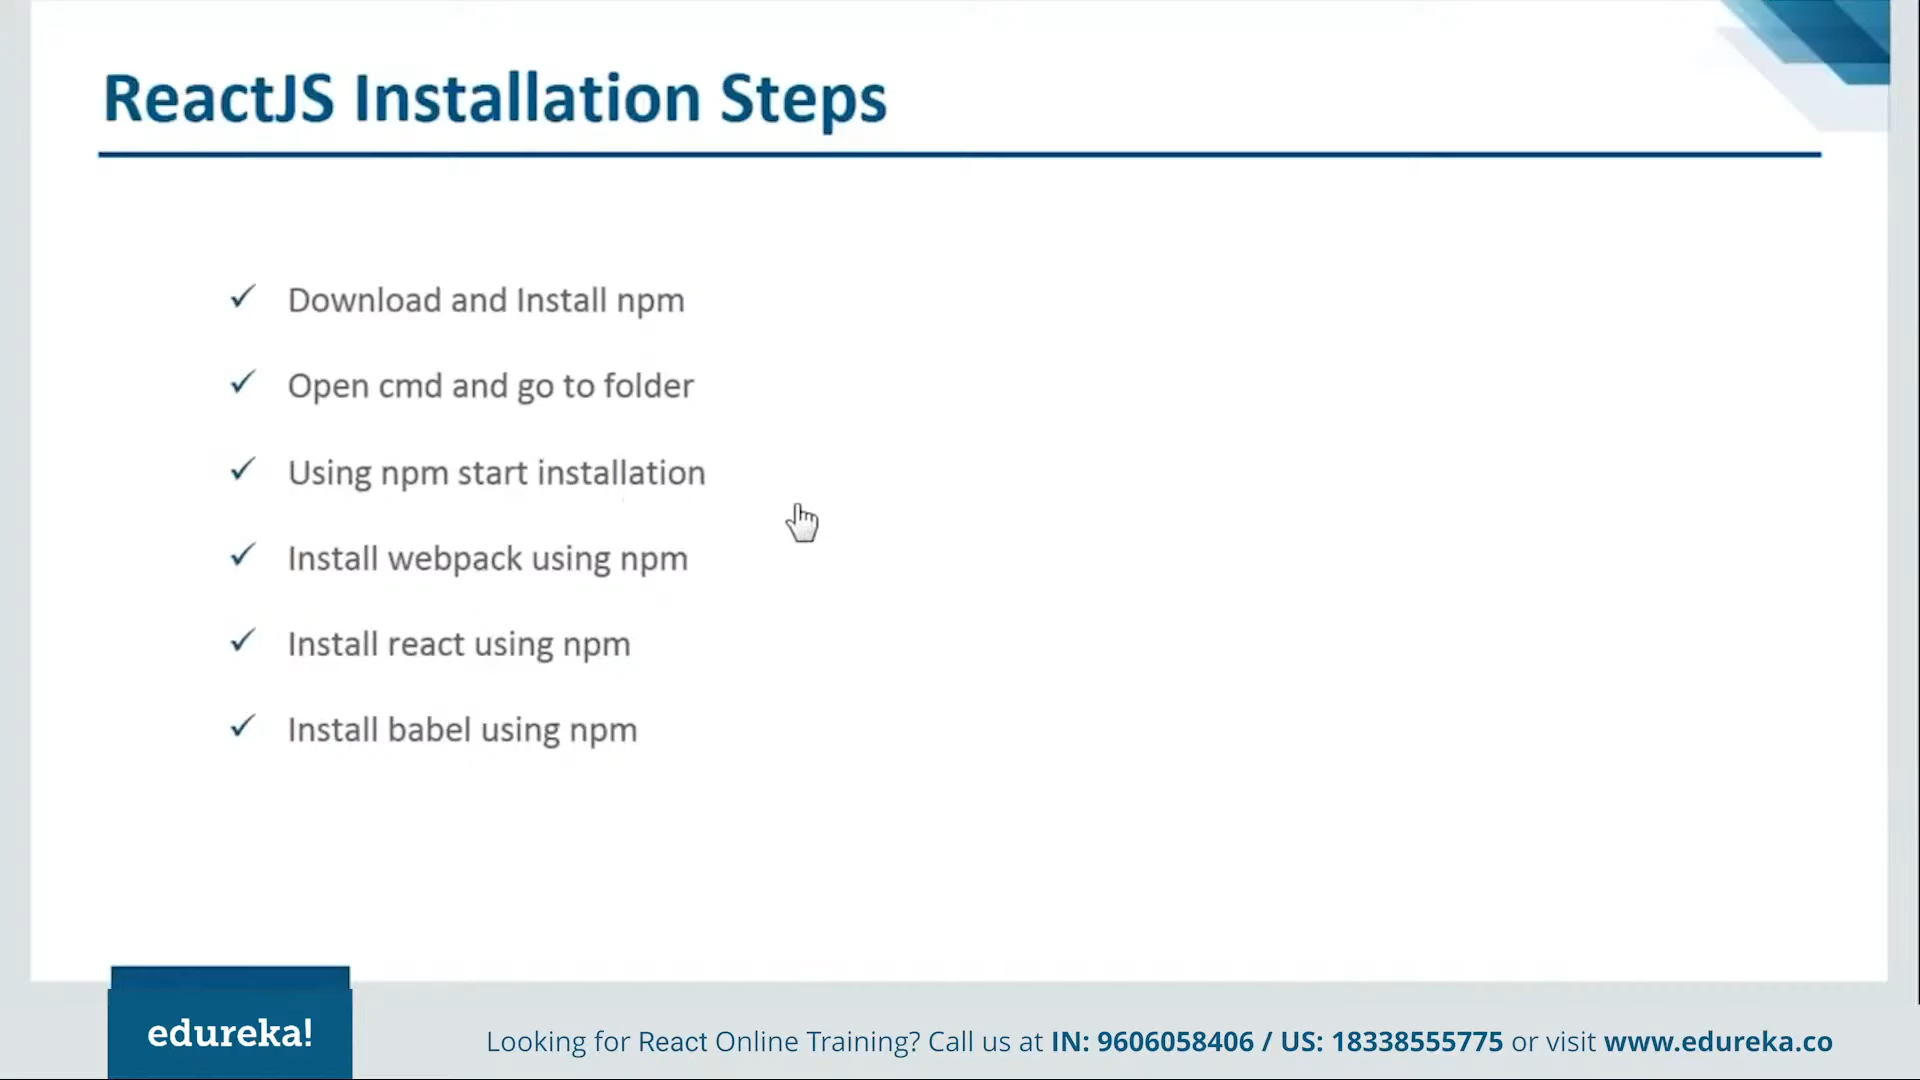 ReactJS Installation Steps
✓ Download and Install npm
✓ Open cmd and go to folder
✓ Using npm start installation
✓ Install webpack using npm
✓ Install react using npm
✓ Install babel using npm
edureka!
Looking for React Online Training? Call us at IN: 9606058406 / US: 18338555775 or visit www.edureka.co